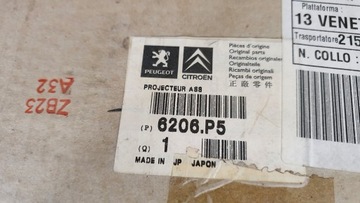 Piattaforma :
13 VENE
Trasportatore 215
N. COLLO :
PEUGEOT
CITROËN
Pièces d'origine
Original parts
Recambios originales
Originalteile
Ricambi originali
Peças de origem
正廠零件
PROJECTEUR ASS
(P) 6206.P5
(Q) 1
MADE IN JP JAPON
ZB23
A32